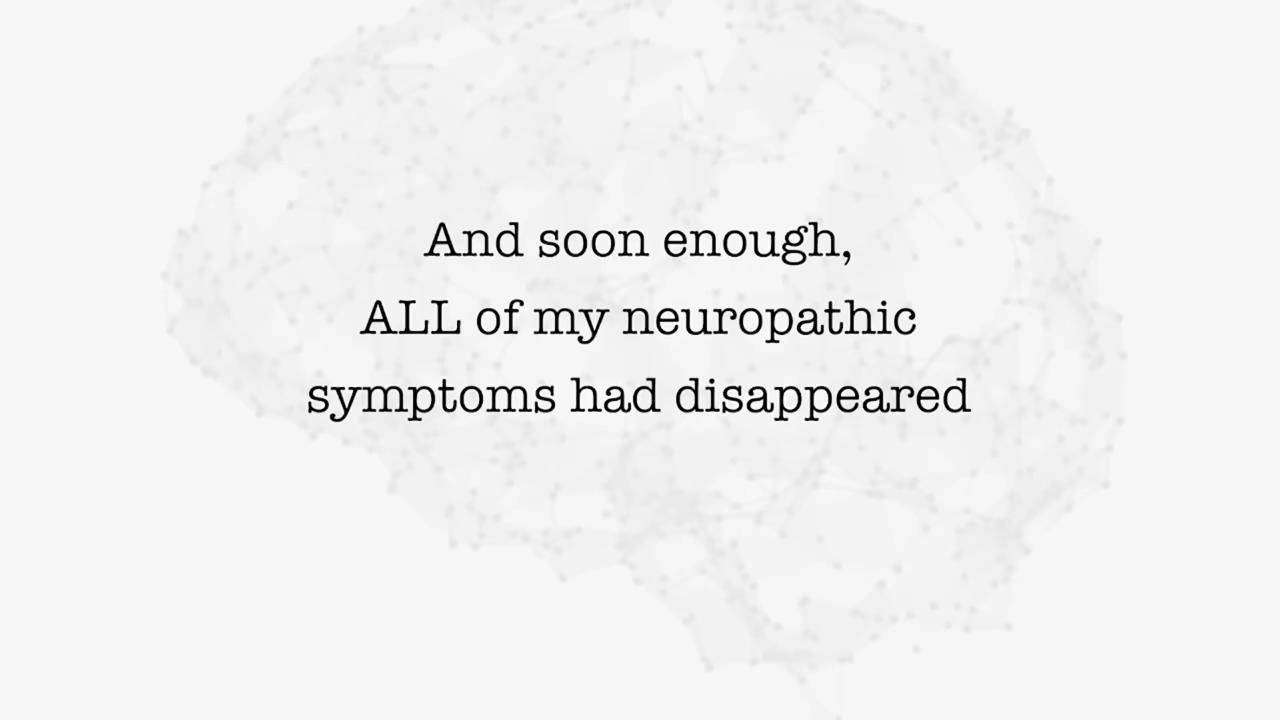 And soon enough,
ALL of my neuropathic
symptoms had disappeared